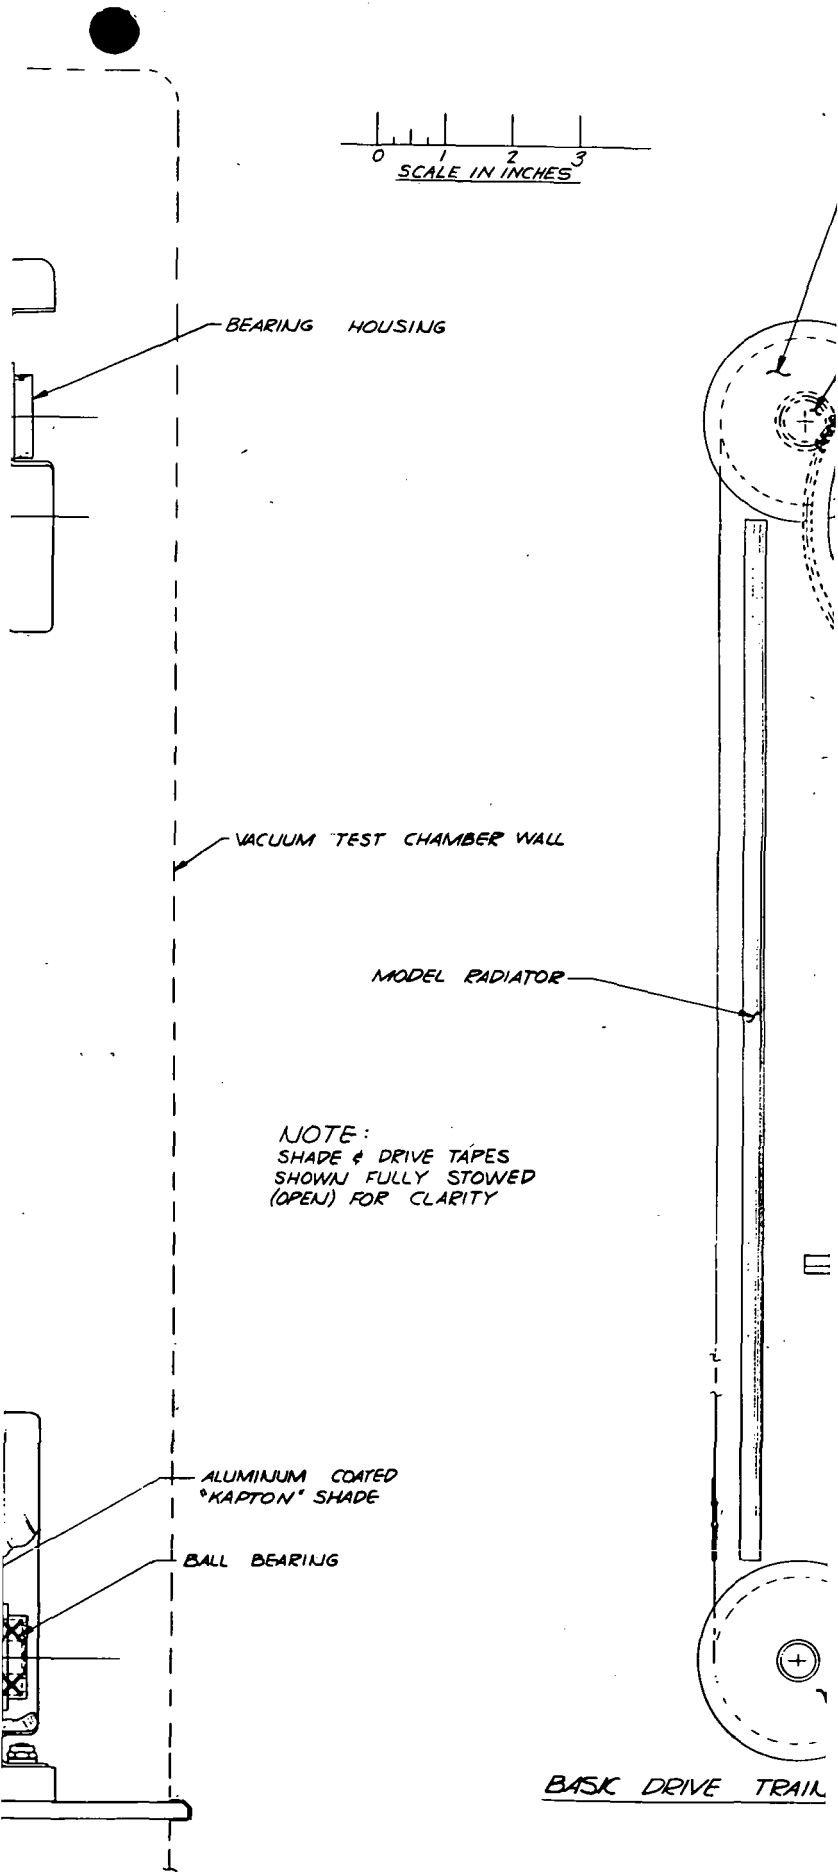 0 1 2 3
SCALE IN INCHES
BEARING HOUSING
VACUUM TEST CHAMBER WALL
MODEL RADIATOR
NOTE:
SHADE & DRIVE TAPES
SHOWN FULLY STOWED
(OPEN) FOR CLARITY
ALUMINUM COATED
"KAPTON" SHADE
BALL BEARING
BASIC DRIVE TRAIN